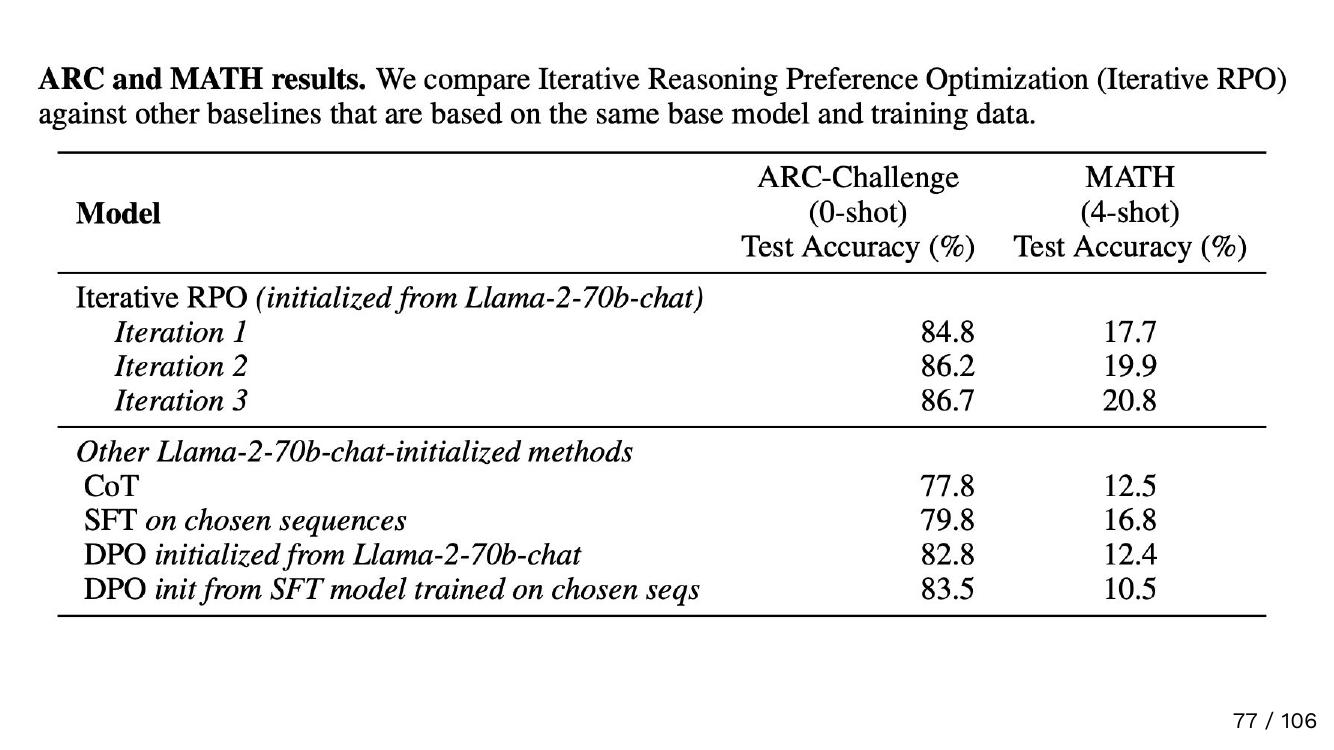 ARC and MATH results. We compare Iterative Reasoning Preference Optimization (Iterative RPO)
against other baselines that are based on the same base model and training data.
Model
ARC-Challenge
(0-shot)
Test Accuracy (%)
MATH
(4-shot)
Test Accuracy (%)
Iterative RPO (initialized from Llama-2-70b-chat)
Iteration 1 84.8 17.7
Iteration 2 86.2 19.9
Iteration 3 86.7 20.8
Other Llama-2-70b-chat-initialized methods
CoT 77.8 12.5
SFT on chosen sequences 79.8 16.8
DPO initialized from Llama-2-70b-chat 82.8 12.4
DPO init from SFT model trained on chosen seqs 83.5 10.5
77 / 106